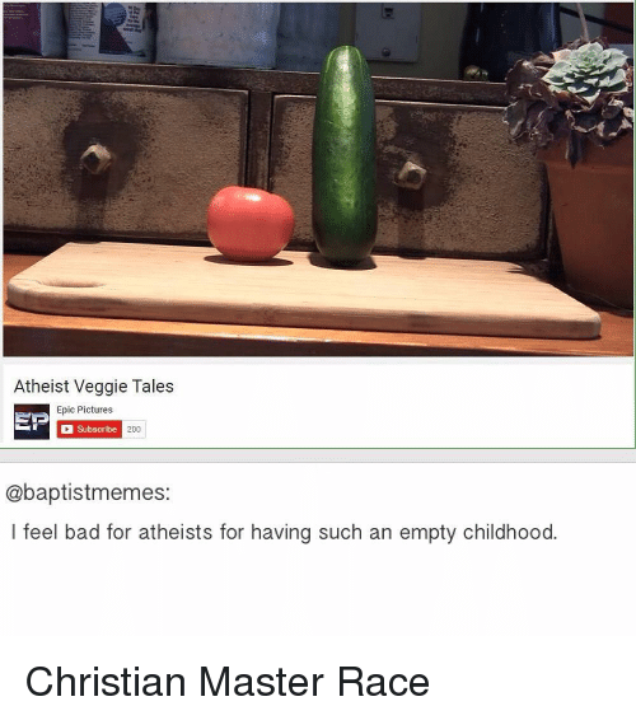 Atheist Veggie Tales
EP
Epic Pictures
Subscribe 200
@baptistmemes:
I feel bad for atheists for having such an empty childhood.
Christian Master Race